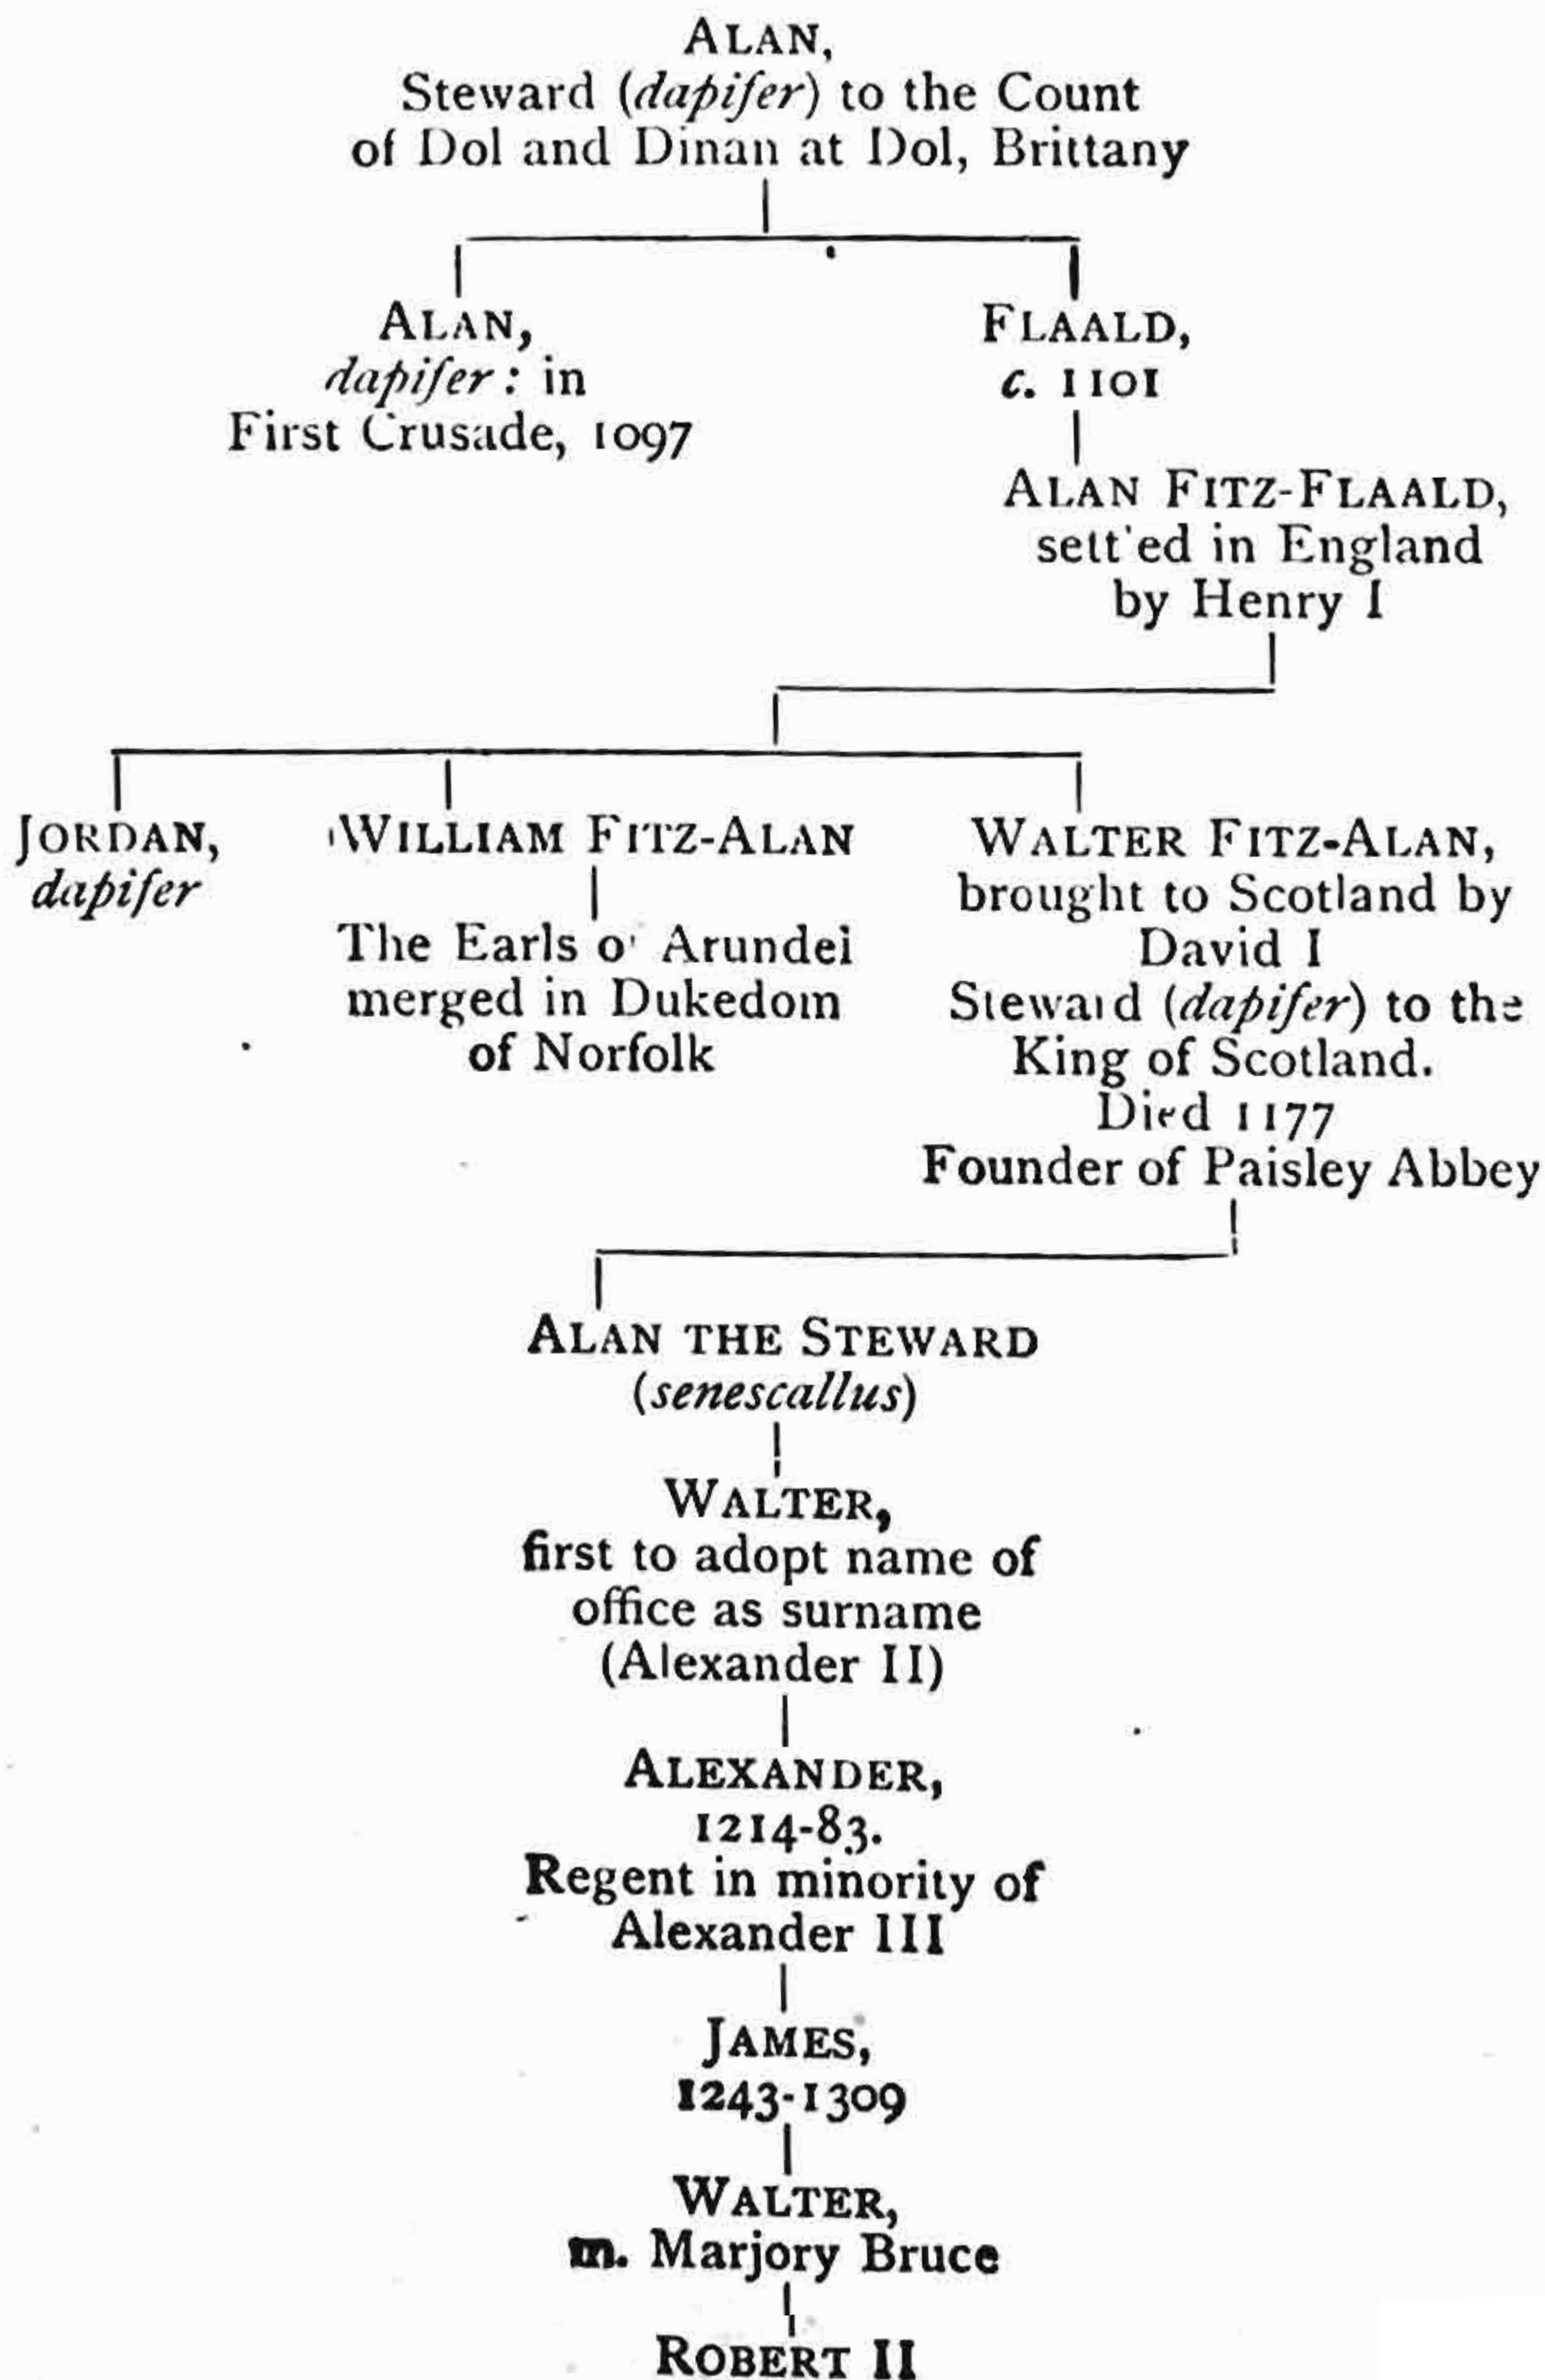 ALAN,
Steward (dapifer) to the Count
of Dol and Dinan at Dol, Brittany
ALAN,
dapifer: in
First Crusade, 1097
FLAALD,
c. 1101
ALAN FITZ-FLAALD,
sett'ed in England
by Henry I
JORDAN,
dapifer
WILLIAM FITZ-ALAN
The Earls o' Arundel
merged in Dukedom
of Norfolk
WALTER FITZ-ALAN,
brought to Scotland by
David I
Steward (dapifer) to the
King of Scotland.
Died 1177
Founder of Paisley Abbey
ALAN THE STEWARD
(senescallus)
WALTER,
first to adopt name of
office as surname
(Alexander II)
ALEXANDER,
1214-83.
Regent in minority of
Alexander III
JAMES,
1243-1309
WALTER,
m. Marjory Bruce
ROBERT II